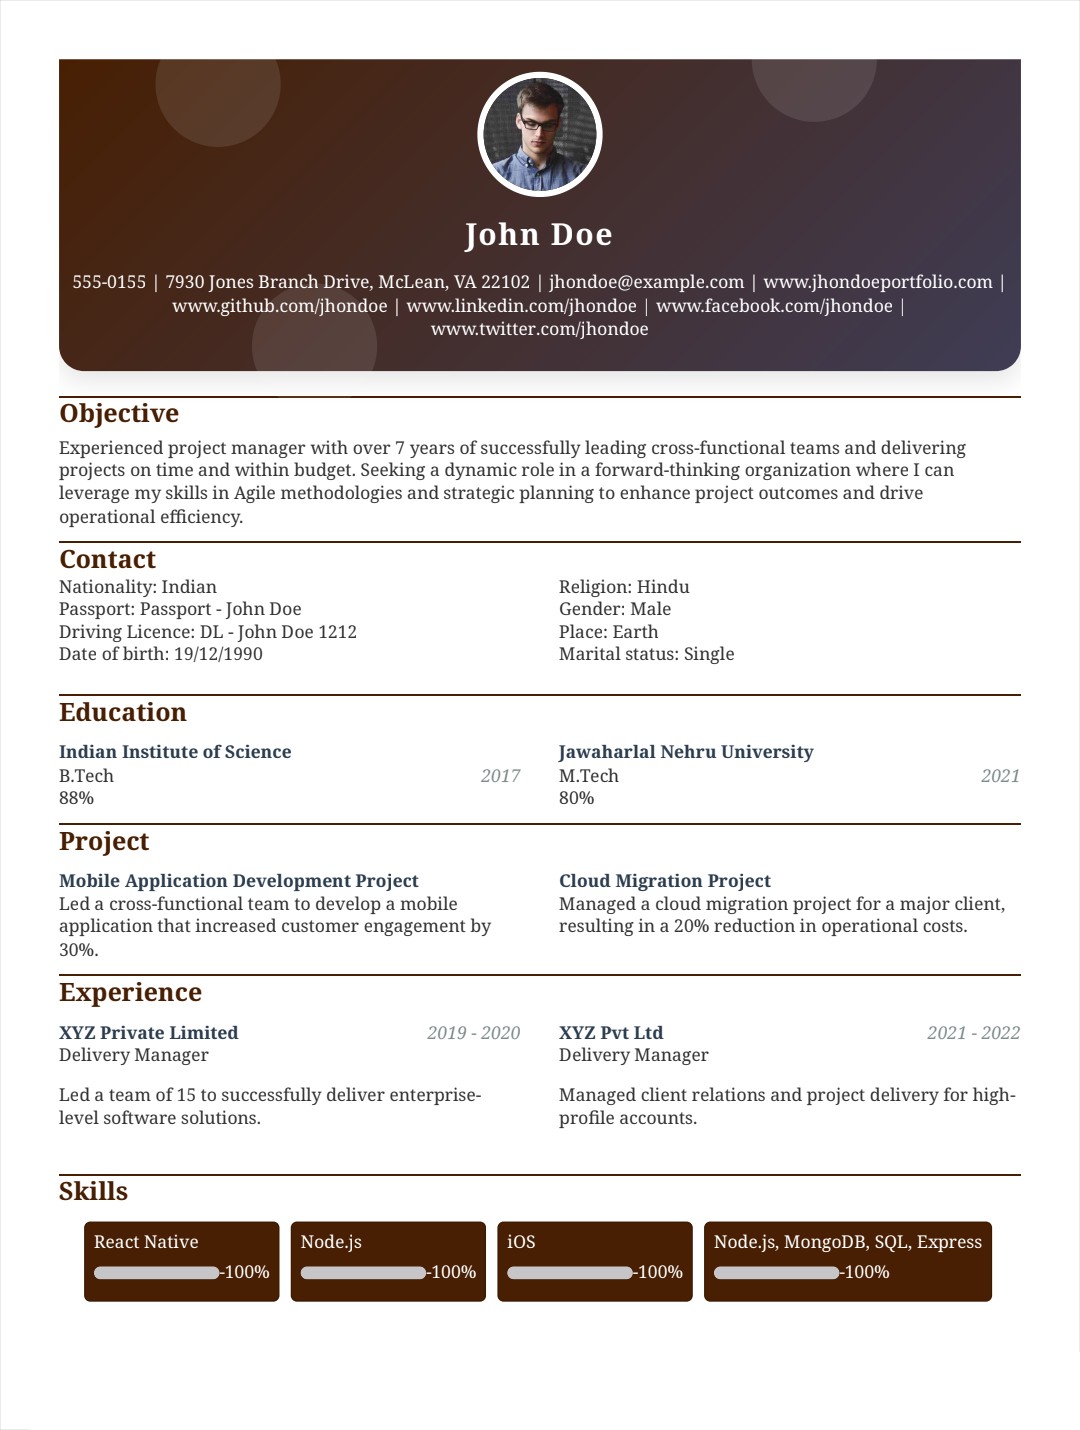 John Doe
555-0155 | 7930 Jones Branch Drive, McLean, VA 22102 | jhondoe@example.com | www.jhondoeportfolio.com |
www.github.com/jhondoe | www.linkedin.com/jhondoe | www.facebook.com/jhondoe |
www.twitter.com/jhondoe
Objective
Experienced project manager with over 7 years of successfully leading cross-functional teams and delivering
projects on time and within budget. Seeking a dynamic role in a forward-thinking organization where I can
leverage my skills in Agile methodologies and strategic planning to enhance project outcomes and drive
operational efficiency.
Contact
Nationality: Indian
Passport: Passport - John Doe
Driving Licence: DL - John Doe 1212
Date of birth: 19/12/1990
Religion: Hindu
Gender: Male
Place: Earth
Marital status: Single
Education
Indian Institute of Science
B.Tech 2017
88%
Jawaharlal Nehru University
M.Tech 2021
80%
Project
Mobile Application Development Project
Led a cross-functional team to develop a mobile
application that increased customer engagement by
30%.
Cloud Migration Project
Managed a cloud migration project for a major client,
resulting in a 20% reduction in operational costs.
Experience
XYZ Private Limited 2019 - 2020
Delivery Manager
Led a team of 15 to successfully deliver enterprise-
level software solutions.
XYZ Pvt Ltd 2021 - 2022
Delivery Manager
Managed client relations and project delivery for high-
profile accounts.
Skills
React Native
-100%
Node.js
-100%
iOS
-100%
Node.js, MongoDB, SQL, Express
-100%